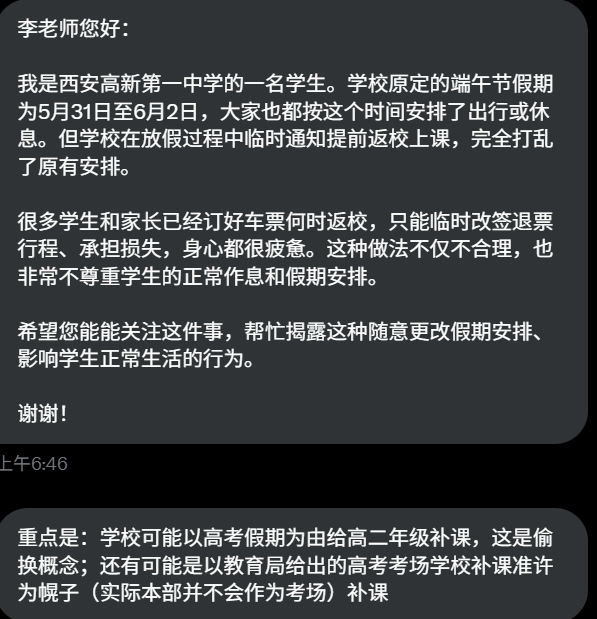 李老师您好：
我是西安高新第一中学的一名学生。学校原定的端午节假期
为5月31日至6月2日，大家也都按这个时间安排了出行或休
息。但学校在放假过程中临时通知提前返校上课，完全打乱
了原有安排。
很多学生和家长已经订好车票何时返校，只能临时改签退票
行程、承担损失，身心都很疲惫。这种做法不仅不合理，也
非常不尊重学生的正常作息和假期安排。
希望您能能关注这件事，帮忙揭露这种随意更改假期安排、
影响学生正常生活的行为。
谢谢！
上午6:46
重点是：学校可能以高考假期为由给高二年级补课，这是偷
换概念；还有可能是以教育局给出的高考考场学校补课准许
为幌子（实际本部并不会作为考场）补课